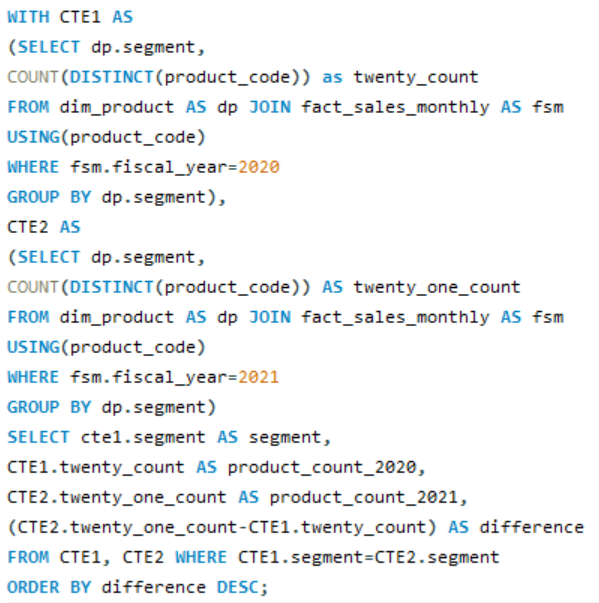 WITH CTE1 AS
(SELECT dp.segment,
COUNT(DISTINCT(product_code)) as twenty_count
FROM dim_product AS dp JOIN fact_sales_monthly AS fsm
USING(product_code)
WHERE fsm.fiscal_year=2020
GROUP BY dp.segment),
CTE2 AS
(SELECT dp.segment,
COUNT(DISTINCT(product_code)) AS twenty_one_count
FROM dim_product AS dp JOIN fact_sales_monthly AS fsm
USING(product_code)
WHERE fsm.fiscal_year=2021
GROUP BY dp.segment)
SELECT cte1.segment AS segment,
CTE1.twenty_count AS product_count_2020,
CTE2.twenty_one_count AS product_count_2021,
(CTE2.twenty_one_count-CTE1.twenty_count) AS difference
FROM CTE1, CTE2 WHERE CTE1.segment=CTE2.segment
ORDER BY difference DESC;